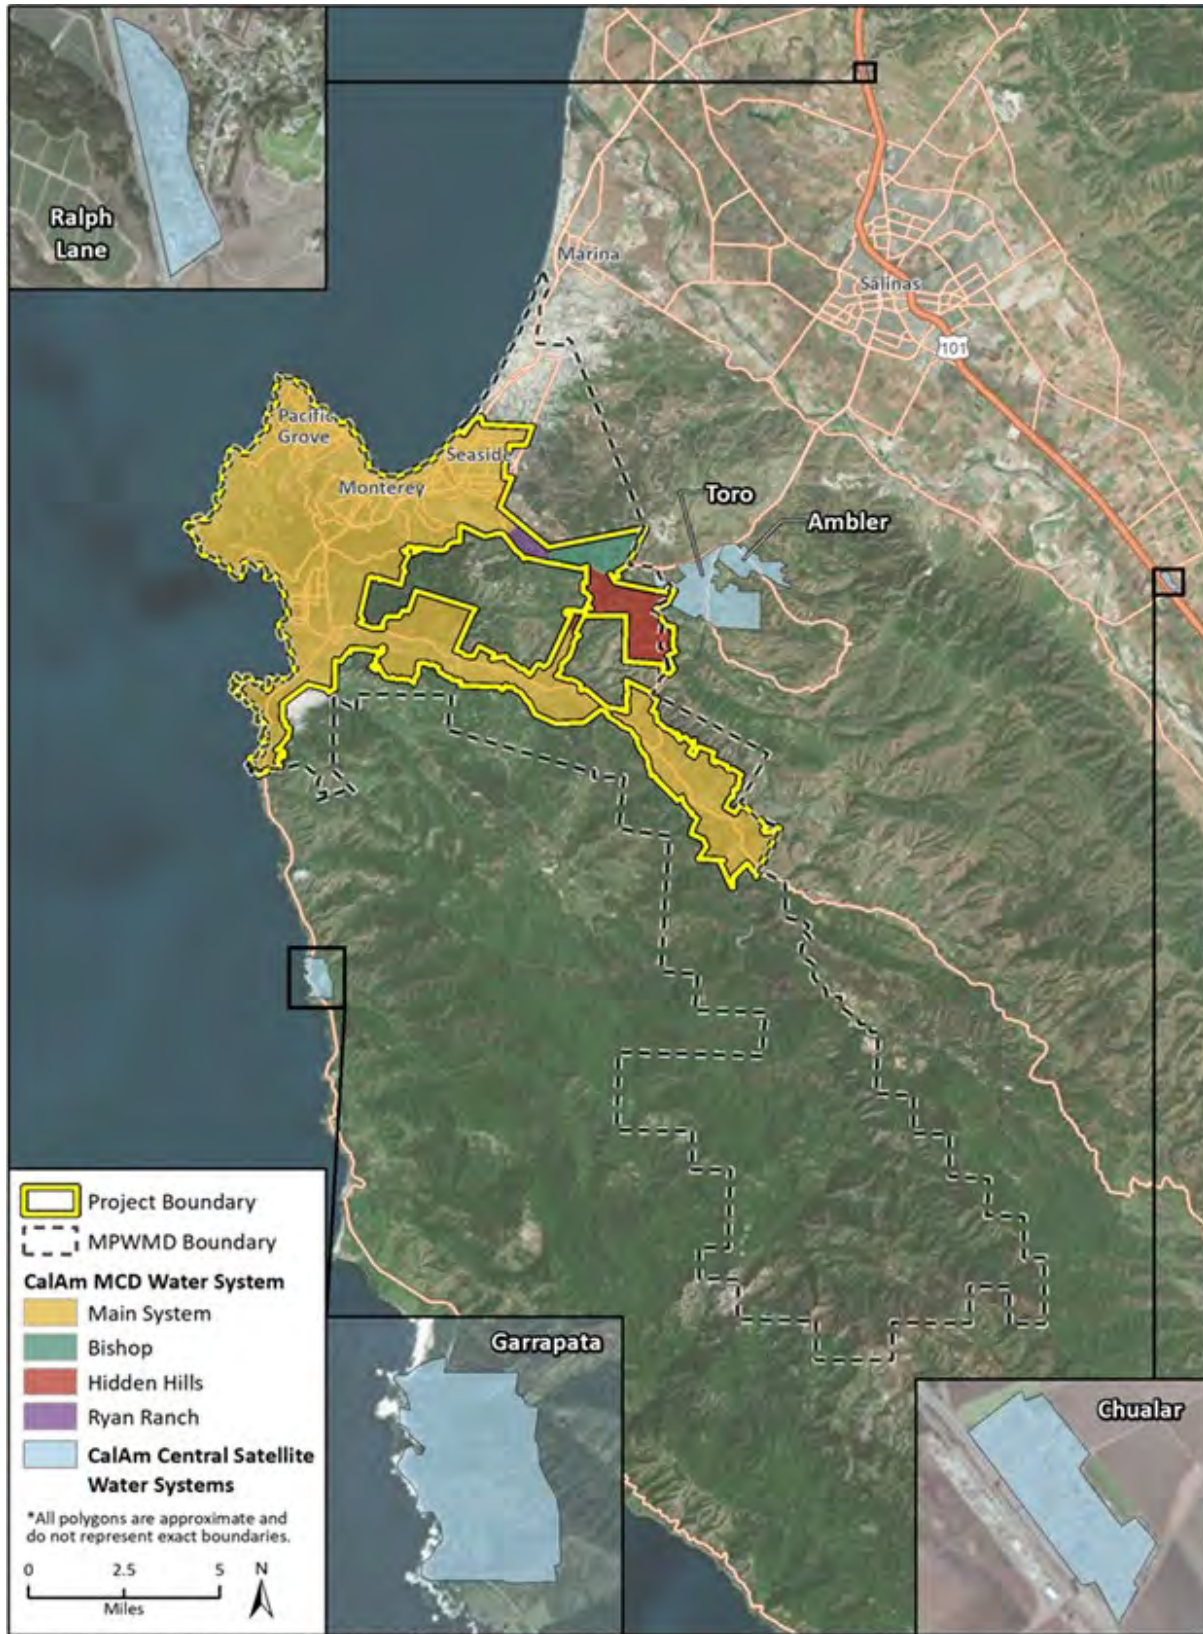 Ralph
Lane
Marina
Salinas
101
Pacific
Grove
Seaside
Monterey
Toro
Ambler
Project Boundary
MPWMD Boundary
CalAm MCD Water System
Main System
Bishop
Hidden Hills
Ryan Ranch
CalAm Central Satellite
Water Systems
*All polygons are approximate and
do not represent exact boundaries.
0 2.5 5 N
Miles
Garrapata
Chualar